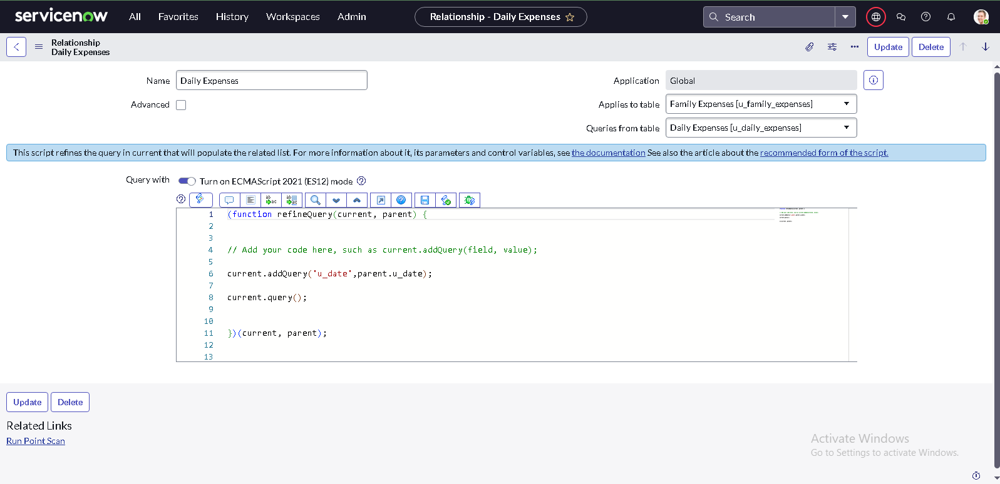 servicenow All Favorites History Workspaces Admin Relationship - Daily Expenses Search
Relationship
Daily Expenses
Update Delete
Name Daily Expenses
Application Global
Advanced
Applies to table Family Expenses [u_family_expenses]
Queries from table Daily Expenses [u_daily_expenses]
This script refines the query in current that will populate the related list. For more information about it, its parameters and control variables, see the documentation See also the article about the recommended form of the script.
Query with Turn on ECMAScript 2021 (ES12) mode
1 (function refineQuery(current, parent) {
2
3
4 // Add your code here, such as current.addQuery(field, value);
5
6 current.addQuery('u_date',parent.u_date);
7
8 current.query();
9
10
11 })(current, parent);
12
13
Update Delete
Related Links
Run Point Scan
Activate Windows
Go to Settings to activate Windows.